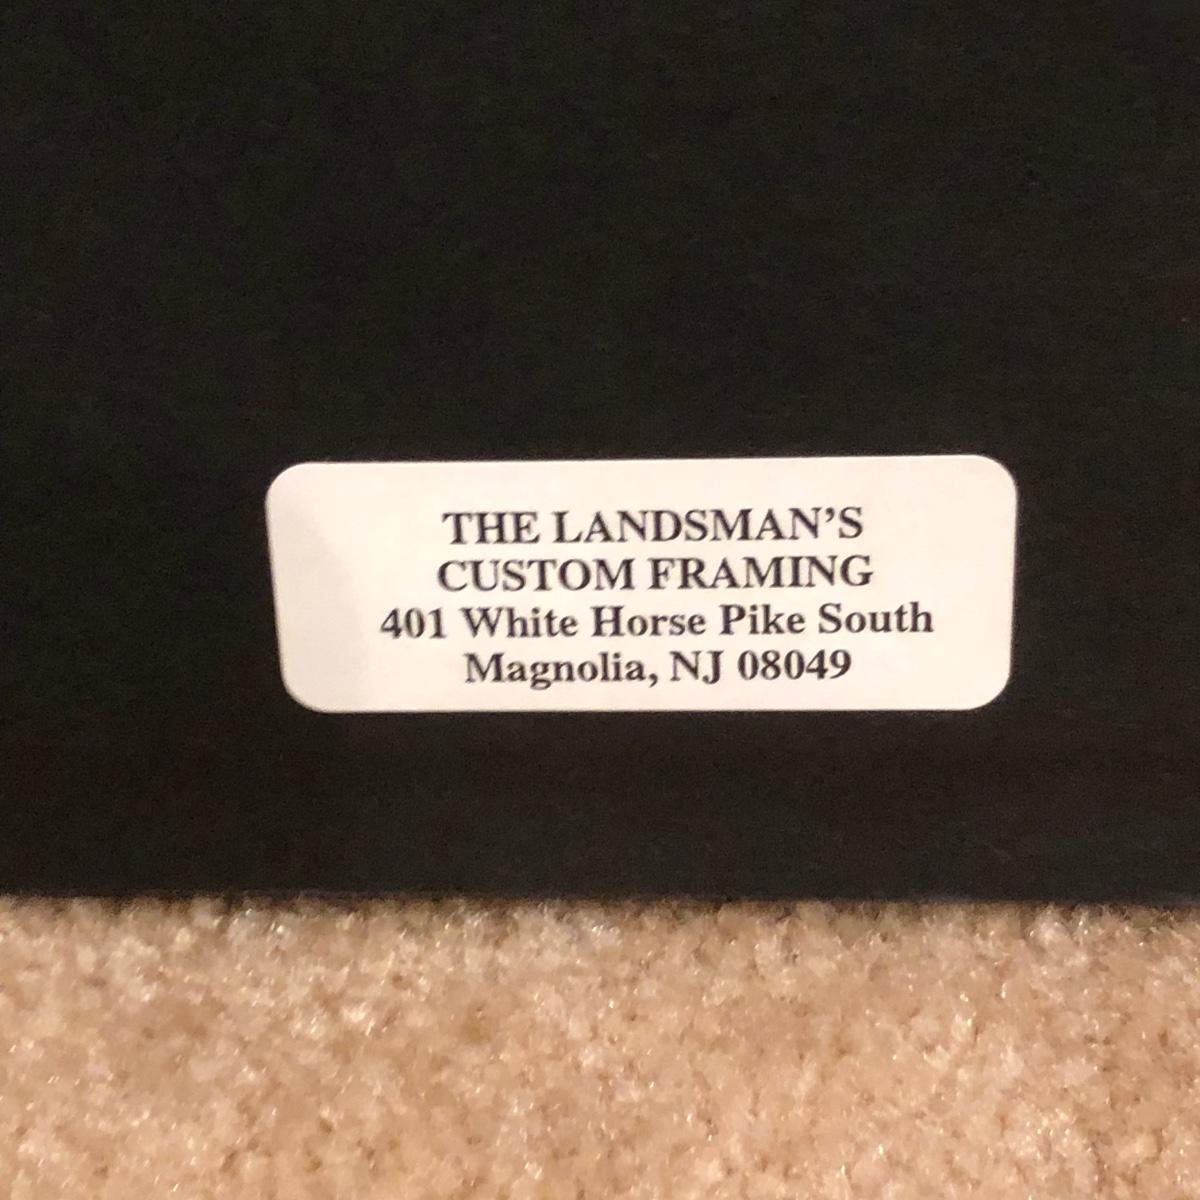 THE LANDSMAN'S
CUSTOM FRAMING
401 White Horse Pike South
Magnolia, NJ 08049